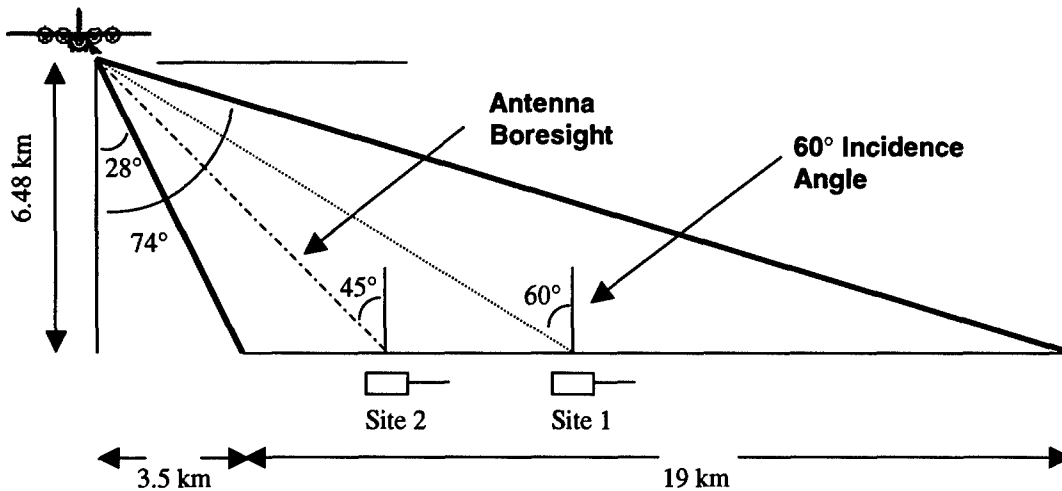 Antenna
Boresight
60° Incidence
Angle
6.48 km
28°
74°
45°
60°
Site 2
Site 1
3.5 km
19 km